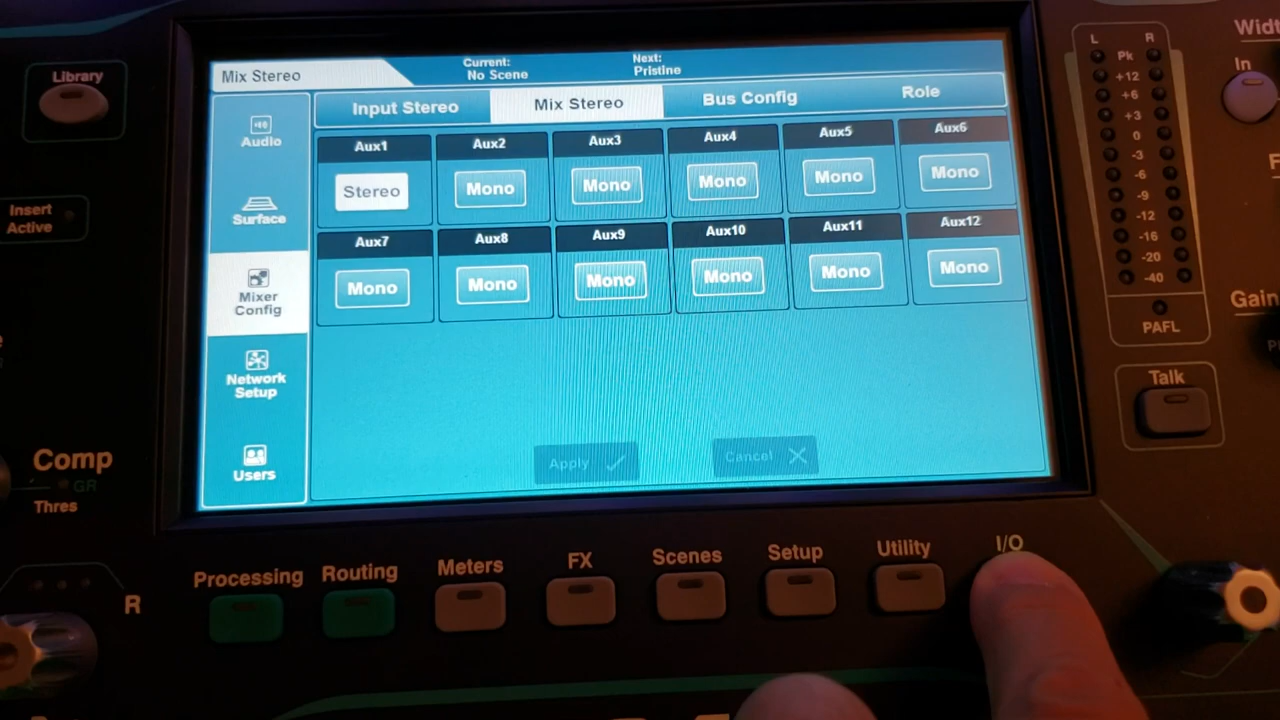 Library
Insert
Active
Comp
GR
Thres
R
Mix Stereo
Current:
No Scene
Next:
Pristine
Audio
Surface
Mixer
Config
Network
Setup
Users
Input Stereo
Mix Stereo
Bus Config
Role
Aux1
Aux2
Aux3
Aux4
Aux5
Aux6
Stereo
Mono
Mono
Mono
Mono
Mono
Aux7
Aux8
Aux9
Aux10
Aux11
Aux12
Mono
Mono
Mono
Mono
Mono
Mono
Apply
Cancel
Processing
Routing
Meters
FX
Scenes
Setup
Utility
I/O
L R
Pk
+12
+6
+3
0
-3
-6
-9
-12
-16
-20
-40
PAFL
Talk
In
Gain